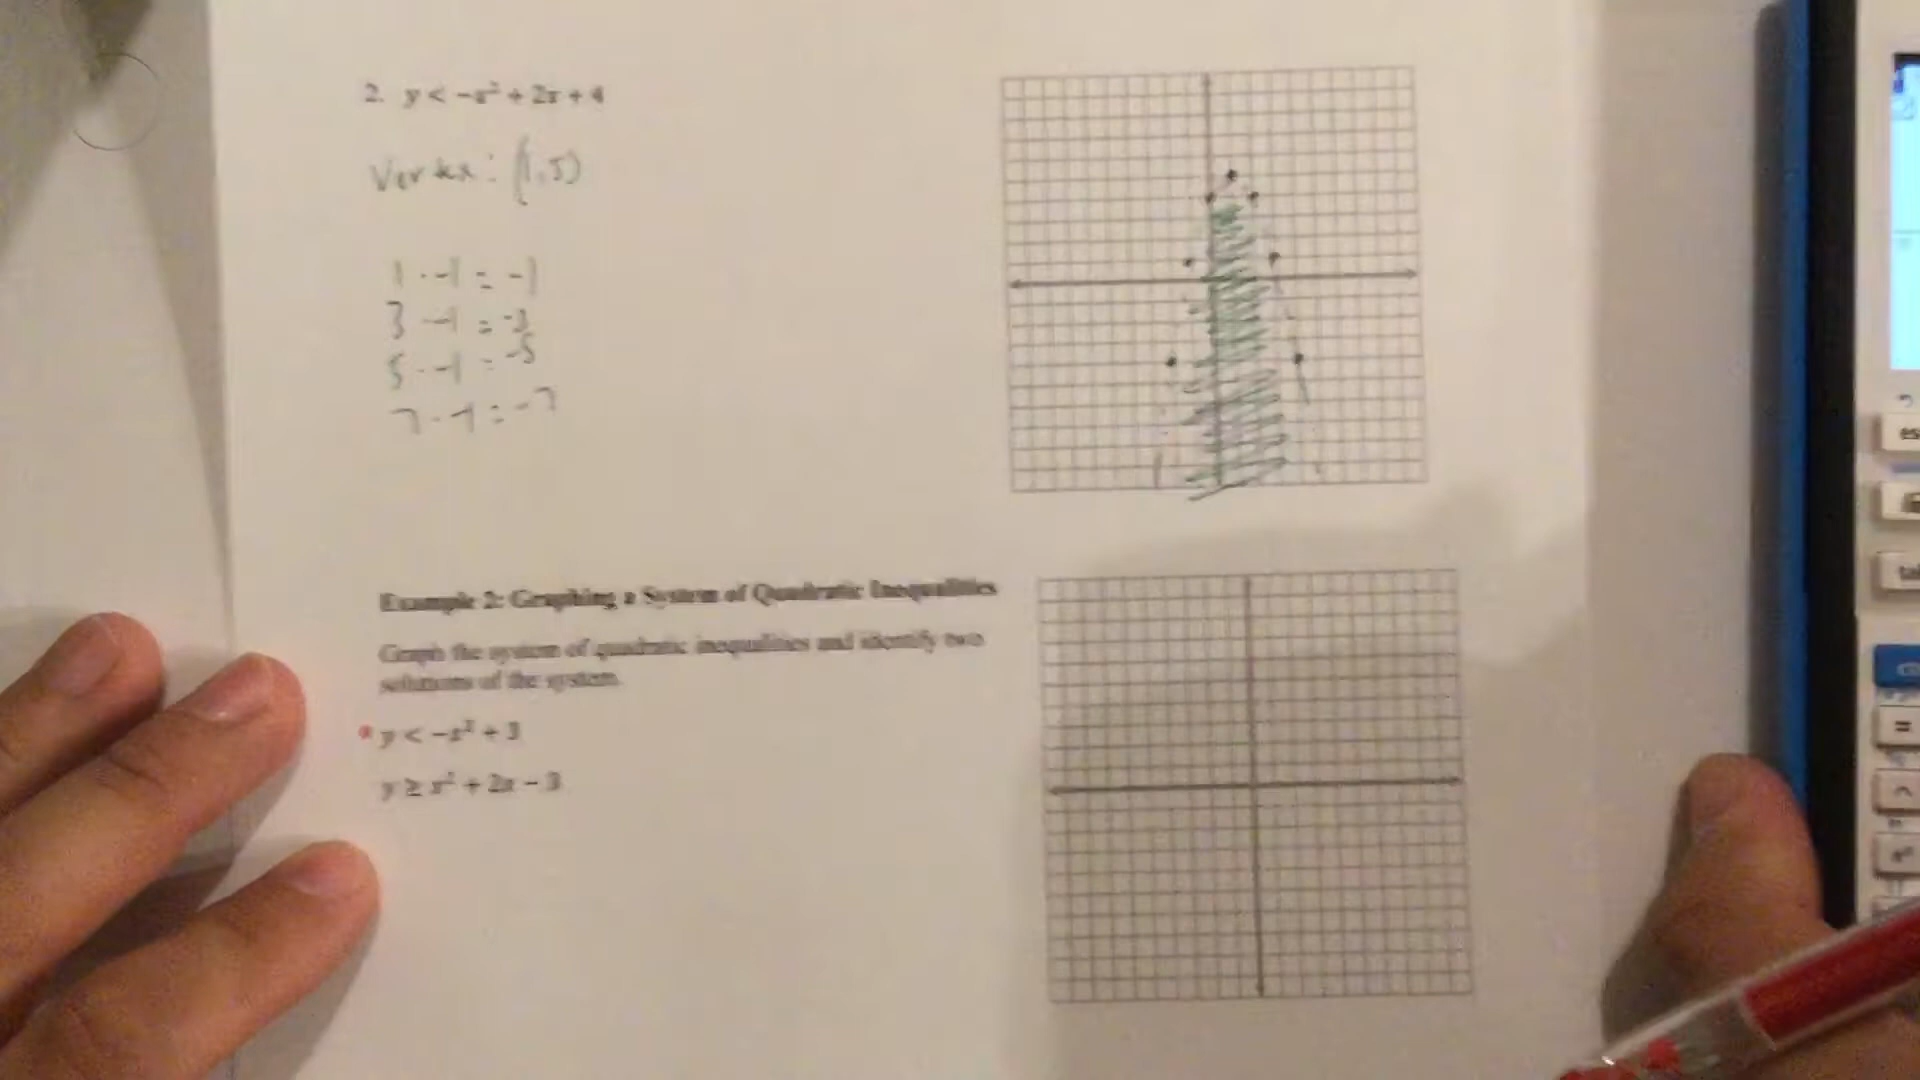 2. y < -x² + 2x + 4
Vertex: (1,5)
1 · -1 = -1
3 · -1 = -3
5 · -1 = -5
7 · -1 = -7
Example 2: Graphing a System of Quadratic Inequalities
Graph the system of quadratic inequalities and identify two
solutions of the system.
y < -x² + 3
y ≥ x² + 2x - 3
es
=
^